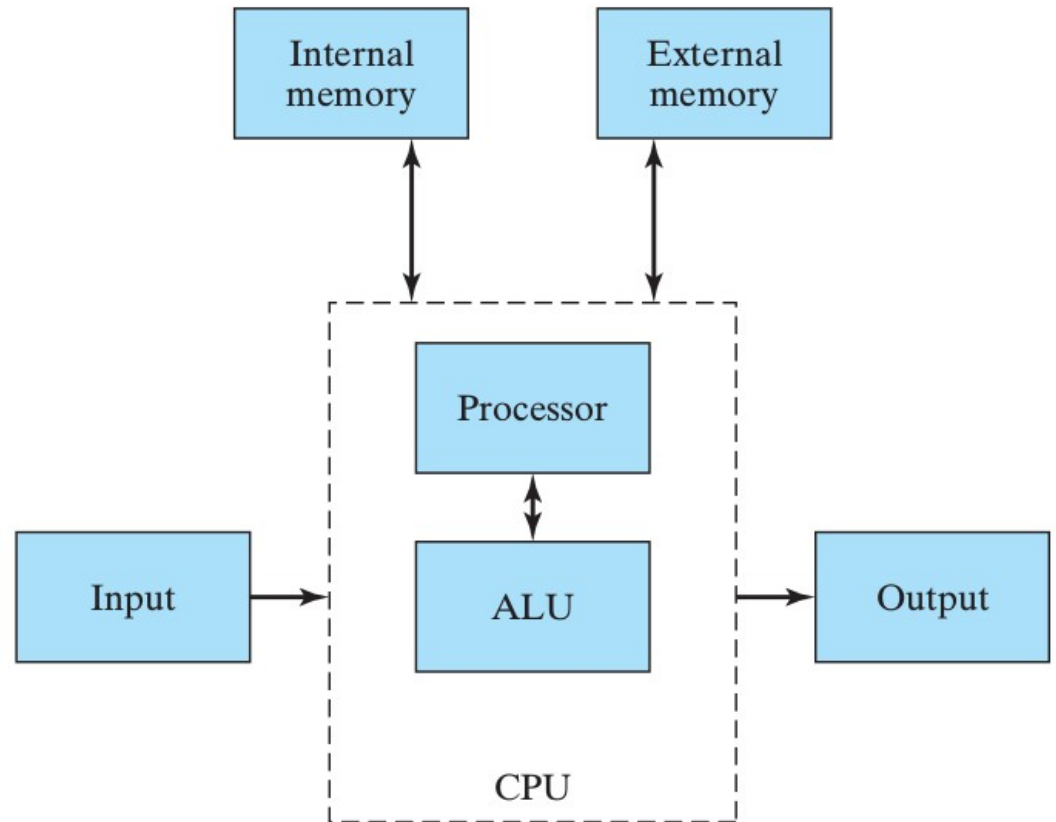 Internal
memory
External
memory
Processor
Input
ALU
Output
CPU